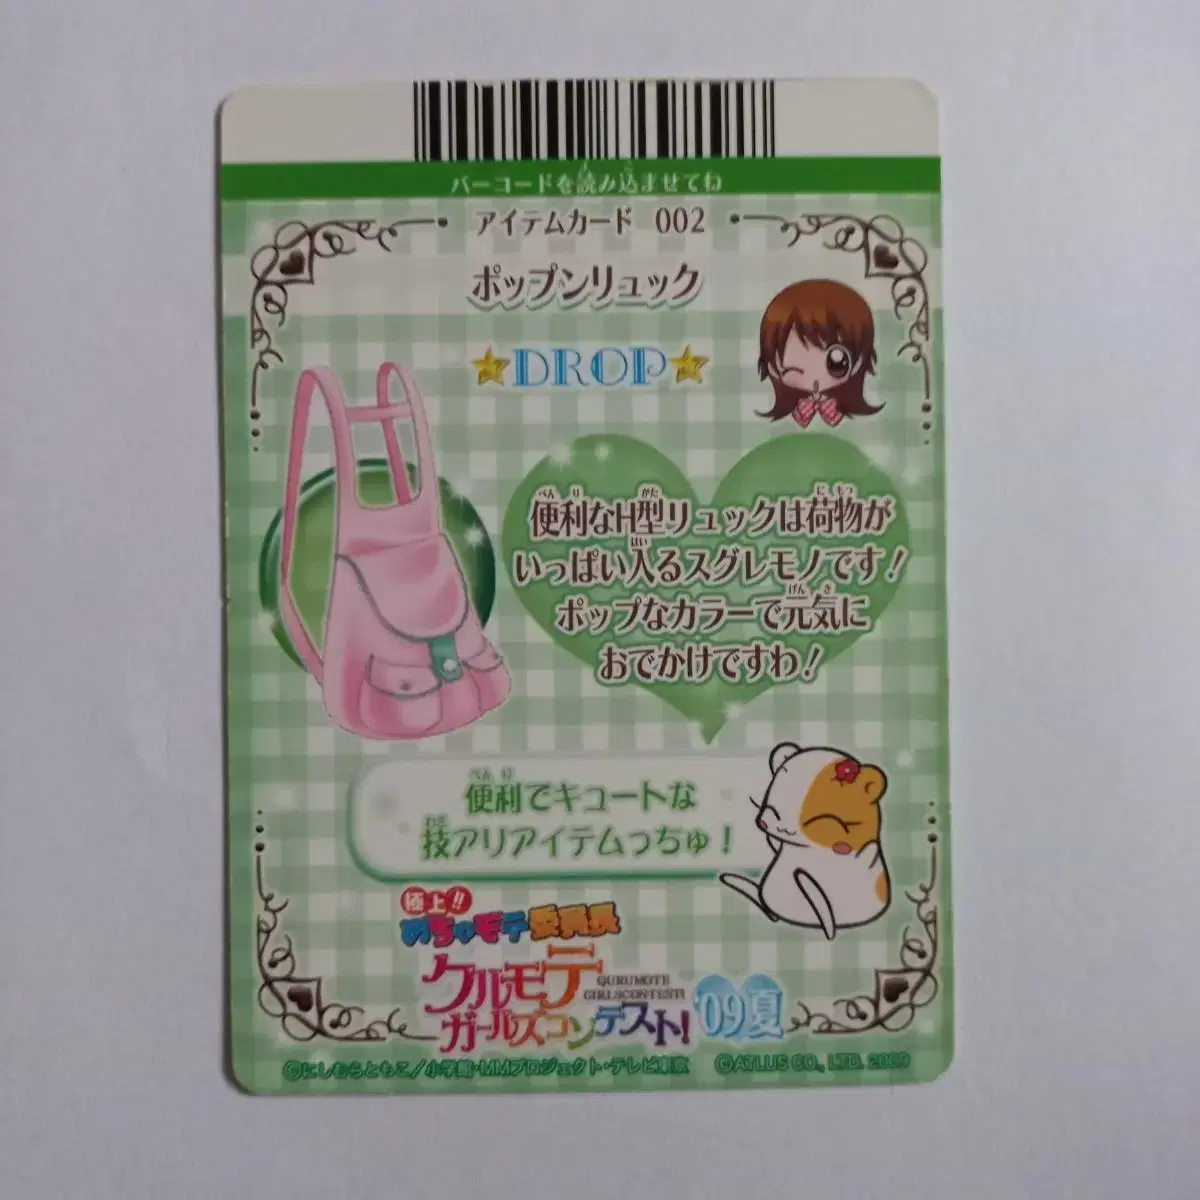 バーコードを読み込ませてね
アイテムカード 002
ポップンリュック
DROP
便利なH型リュックは荷物が
いっぱい入るスグレモノです!
ポップなカラーで元気に
おでかけですわ!
便利でキュートな
技アリアイテムっちゅ!
極上!!
めちゃモテ委員長
クルモテ
QURUMOTE
GIRLSCONTEST!
ガールズコンテスト!
'09夏
©にしむらともこ/小学館・MMプロジェクト・テレビ東京 ©ATLUS CO., LTD. 2009